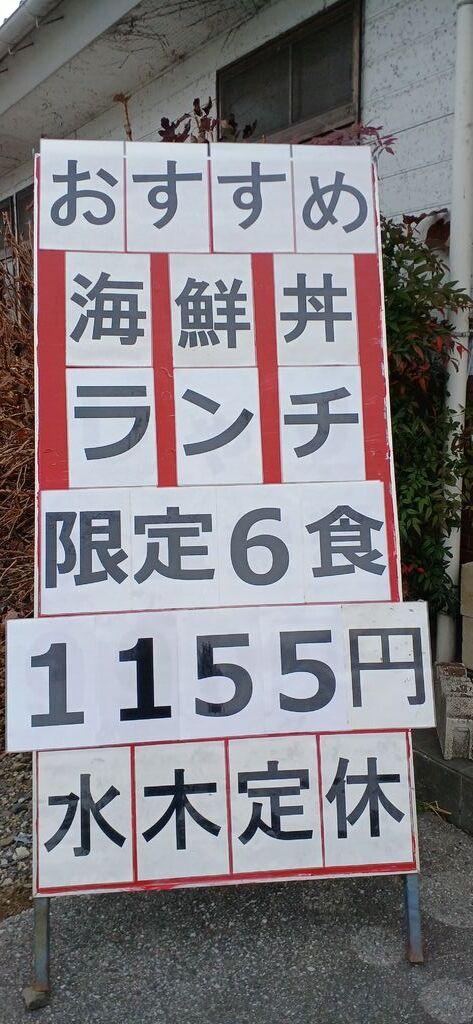 おすすめ
海鮮丼
ランチ
限定6食
1155円
水木定休